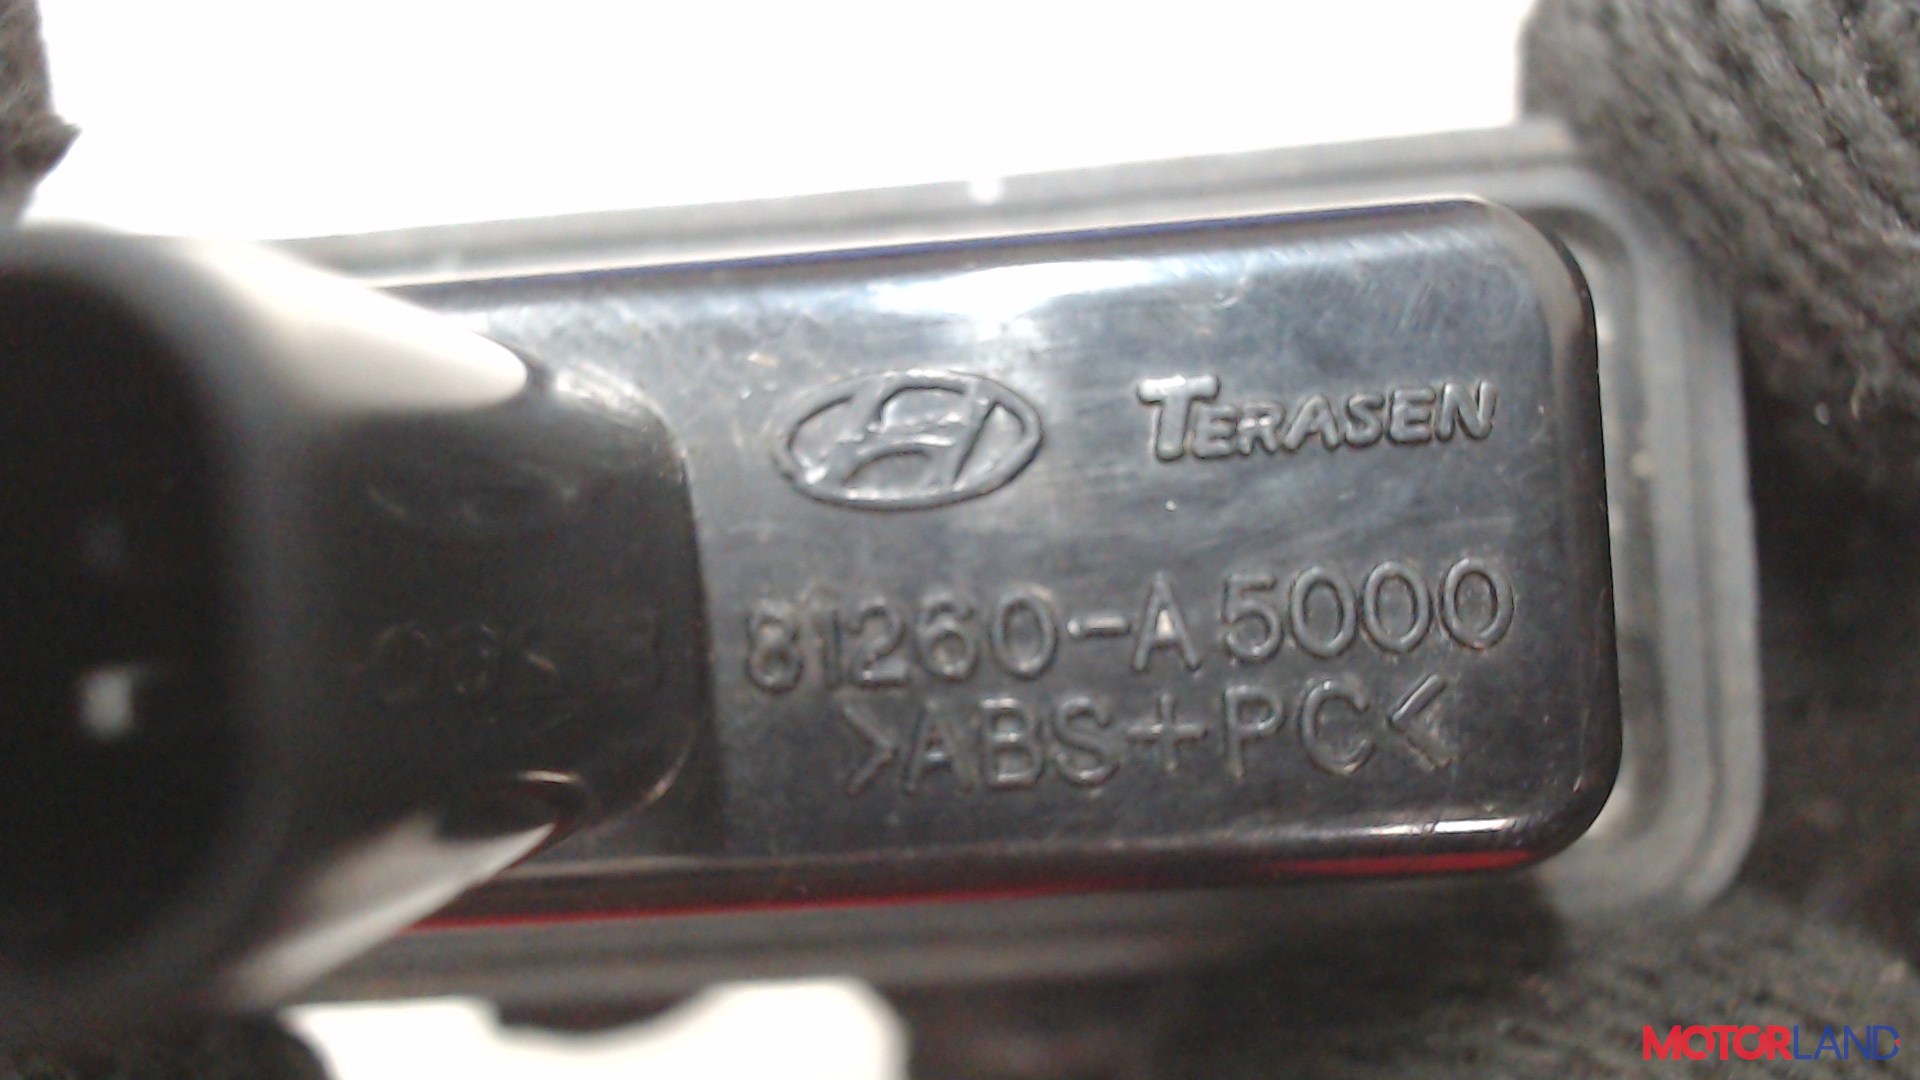 TERASEN
81260-A5000
>ABS+PC<
MOTORLAND